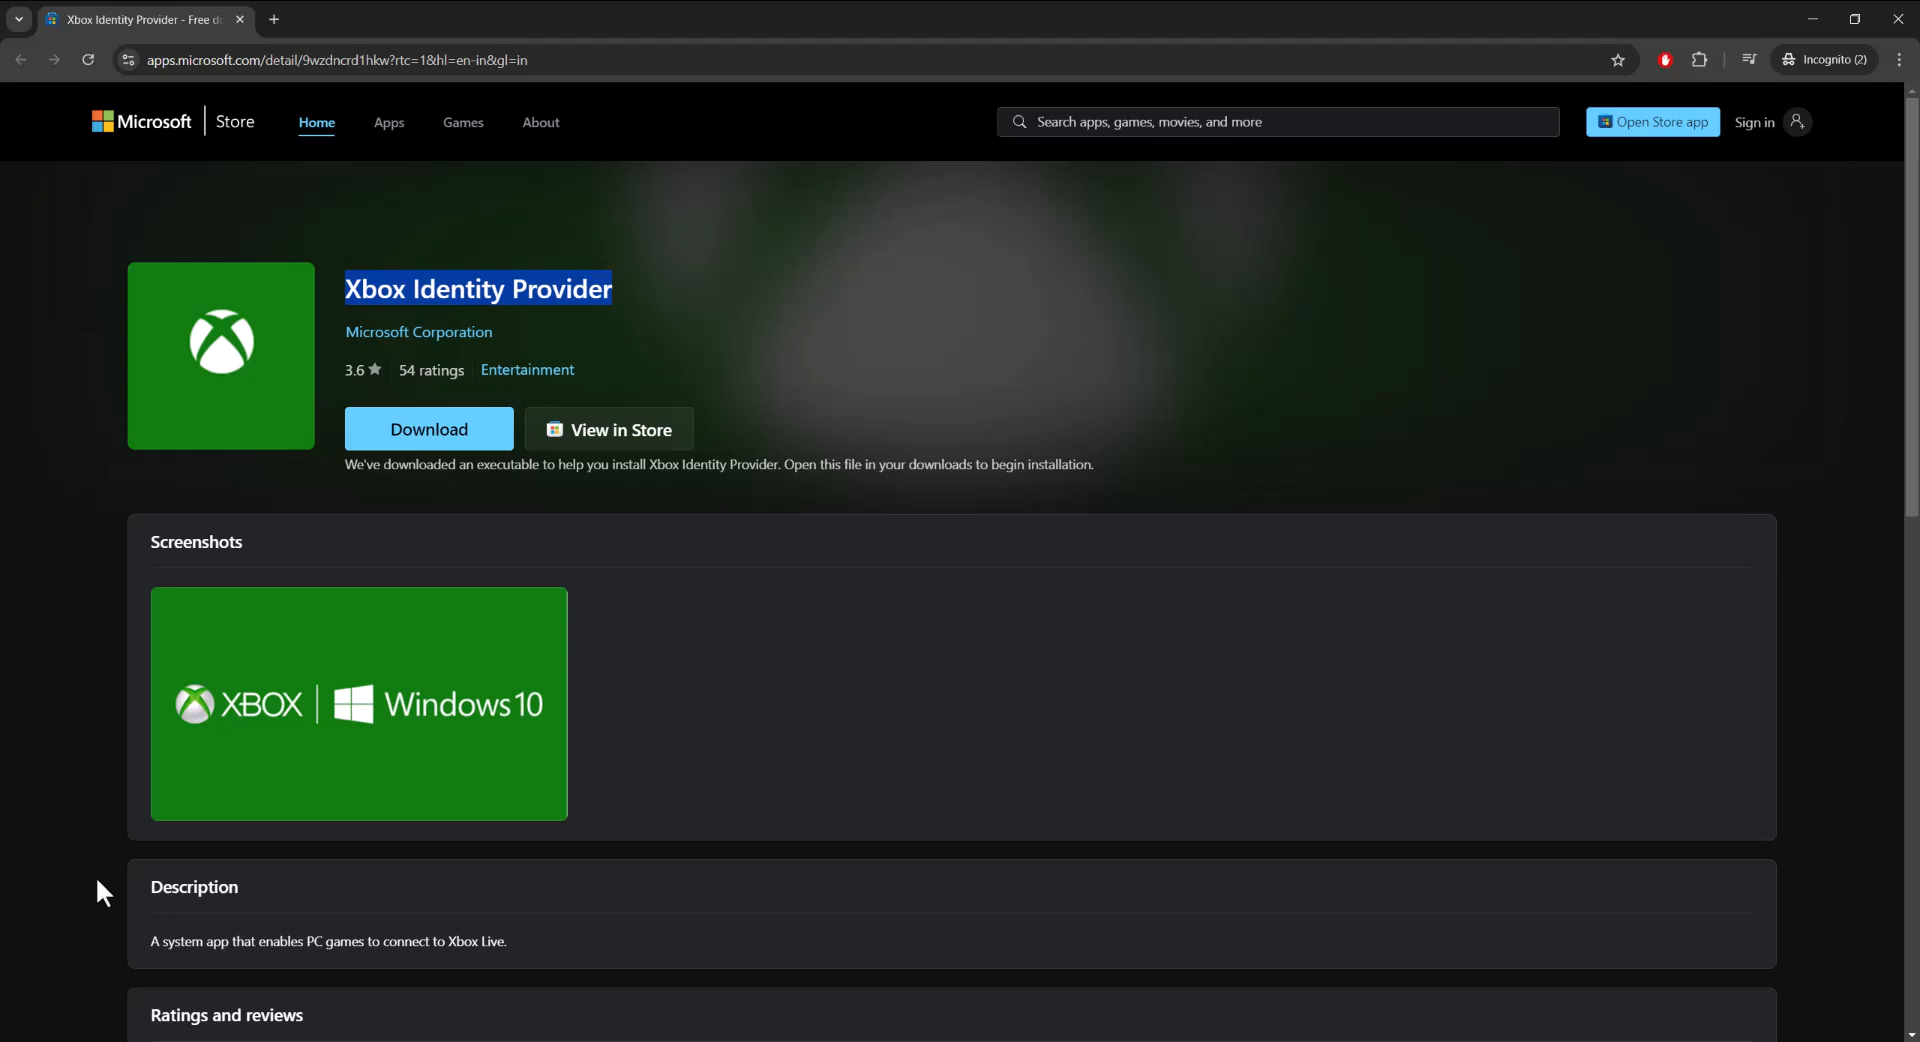 Xbox Identity Provider - Free d
apps.microsoft.com/detail/9wzdncrd1hkw?rtc=1&hl=en-in&gl=in
Incognito (2)
Microsoft Store
Home
Apps
Games
About
Search apps, games, movies, and more
Open Store app
Sign in
Xbox Identity Provider
Microsoft Corporation
3.6 ★ 54 ratings Entertainment
Download
View in Store
We've downloaded an executable to help you install Xbox Identity Provider. Open this file in your downloads to begin installation.
Screenshots
XBOX | Windows 10
Description
A system app that enables PC games to connect to Xbox Live.
Ratings and reviews